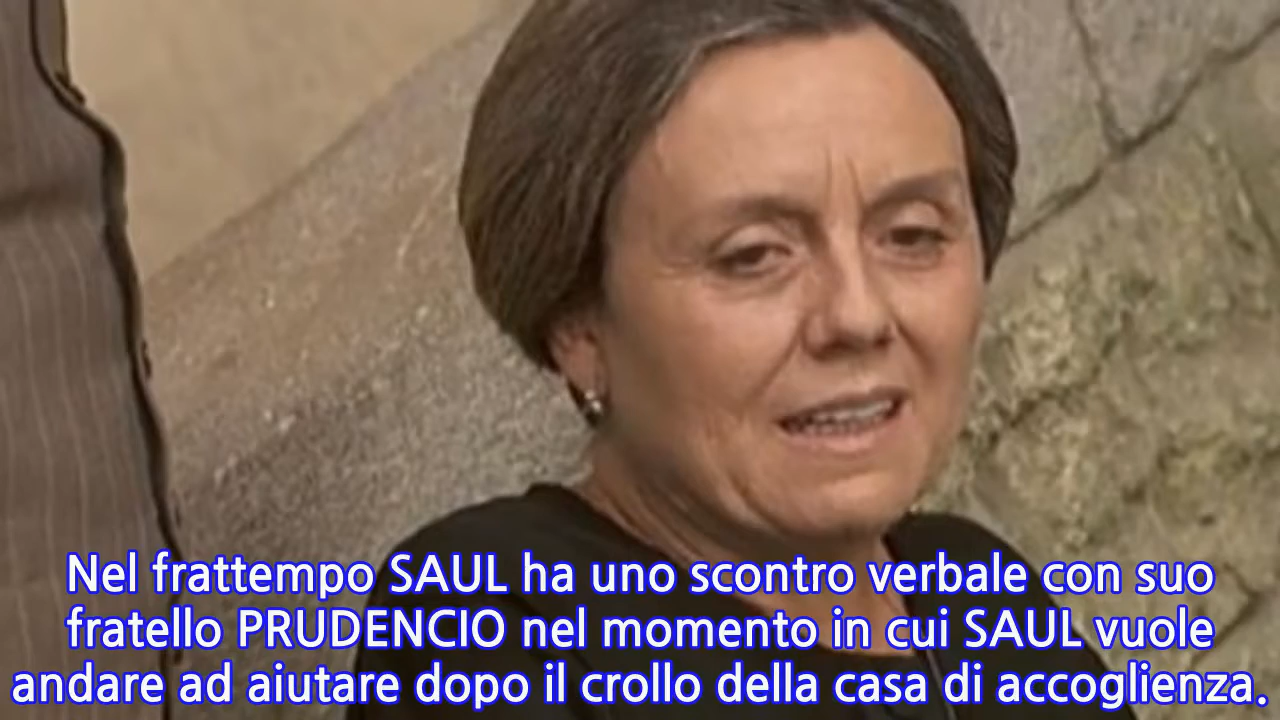 Nel frattempo SAUL ha uno scontro verbale con suo
fratello PRUDENCIO nel momento in cui SAUL vuole
andare ad aiutare dopo il crollo della casa di accoglienza.